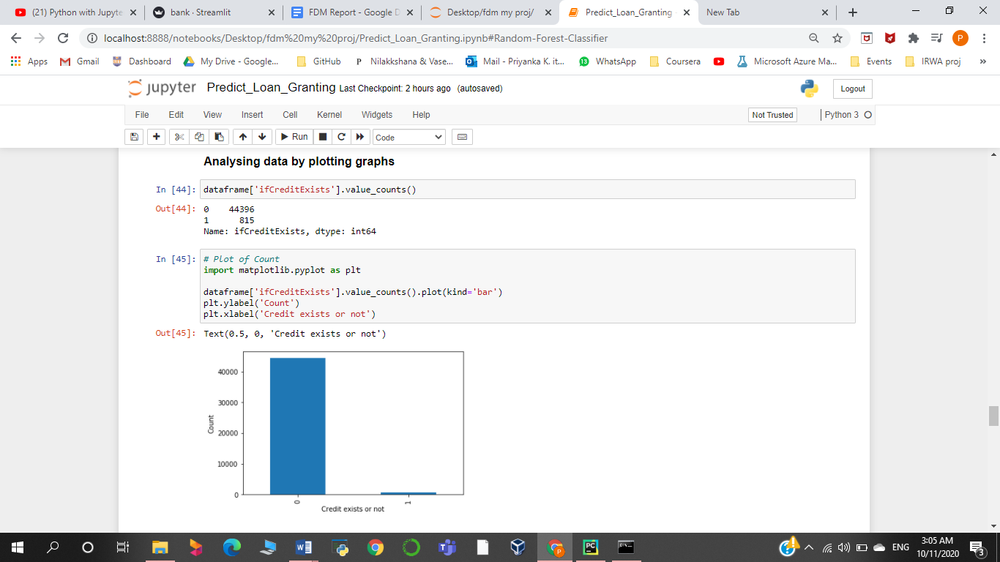 (21) Python with Jupyte
bank · Streamlit
FDM Report - Google D
Desktop/fdm my proj/
Predict_Loan_Granting
New Tab
localhost:8888/notebooks/Desktop/fdm%20my%20proj/Predict_Loan_Granting.ipynb#Random-Forest-Classifier
P
Apps
Gmail
Dashboard
My Drive - Google...
GitHub
P Nilakkshana & Vase...
Mail - Priyanka K. it...
13 WhatsApp
Coursera
Microsoft Azure Ma...
Events
IRWA proj
»
jupyter Predict_Loan_Granting Last Checkpoint: 2 hours ago (autosaved)
Logout
File Edit View Insert Cell Kernel Widgets Help
Not Trusted
Python 3
Run
Code
Analysing data by plotting graphs
In [44]: dataframe['ifCreditExists'].value_counts()
Out[44]: 0    44396
1      815
Name: ifCreditExists, dtype: int64
In [45]: # Plot of Count
import matplotlib.pyplot as plt
dataframe['ifCreditExists'].value_counts().plot(kind='bar')
plt.ylabel('Count')
plt.xlabel('Credit exists or not')
Out[45]: Text(0.5, 0, 'Credit exists or not')
40000
30000
20000
10000
0
Count
0
1
Credit exists or not
P
PC
ENG
3:05 AM
10/11/2020
3